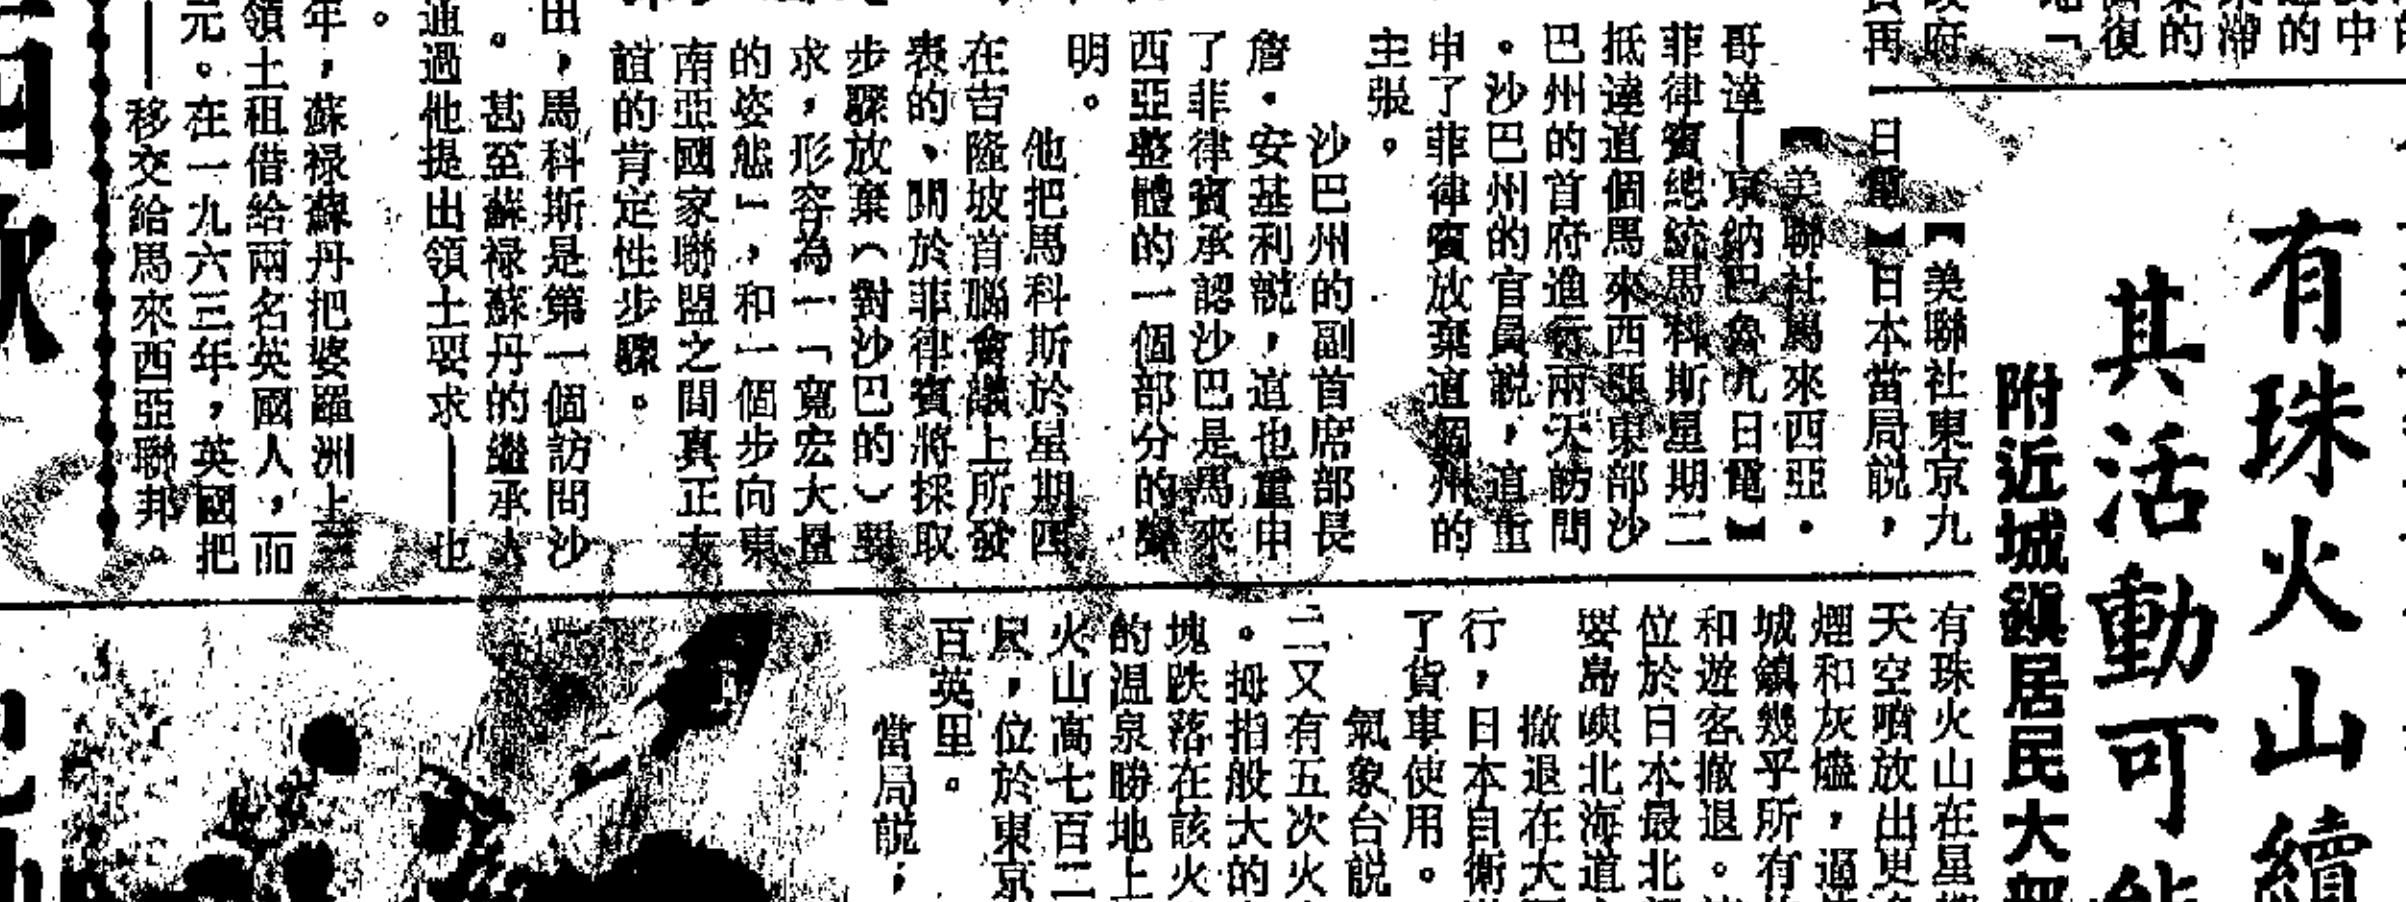 有珠火山續
其活動可能
附近城鎮居民大部
【美聯社東京九
日電】日本當局説，
有珠火山在星
天空噴放出更
煙和灰燼，逼
城鎮幾乎所有
和遊客撤退。
位於日本最北
要島嶼北海道
撤退在大
行，日本自衛
了貨車使用。
氣象台説
二又有五次火
。拇指般大的
塊跌落在該火
的温泉勝地上
火山高七百二
尺，位於東京
百英里。
當局説，
【美聯社馬來西亞·
哥達—京納巴魯九日電】
菲律賓總統馬科斯星期二
抵達這個馬來西亞東部沙
巴州的首府進行兩天訪問
。沙巴州的官員説，這重
申了菲律賓放棄這個州的
主張。
沙巴州的副首席部長
詹·安基利説，這也重申
了菲律賓承認沙巴是馬來
西亞整體的一個部分的聲
明。
他把馬科斯於星期四
在吉隆坡首腦會議上所發
表的、關於菲律賓將採取
步驟放棄（對沙巴的）要
求，形容為一「寬宏大量
的姿態」，和一個步向東
南亞國家聯盟之間真正友
誼的肯定性步驟。
田，馬科斯是第一個訪問沙
。甚至蘇禄蘇丹的繼承人
通過他提出領土要求——也
。
年，蘇禄蘇丹把婆羅洲上
領土租借給兩名英國人，而
元。在一九六三年，英國把
——移交給馬來西亞聯邦。